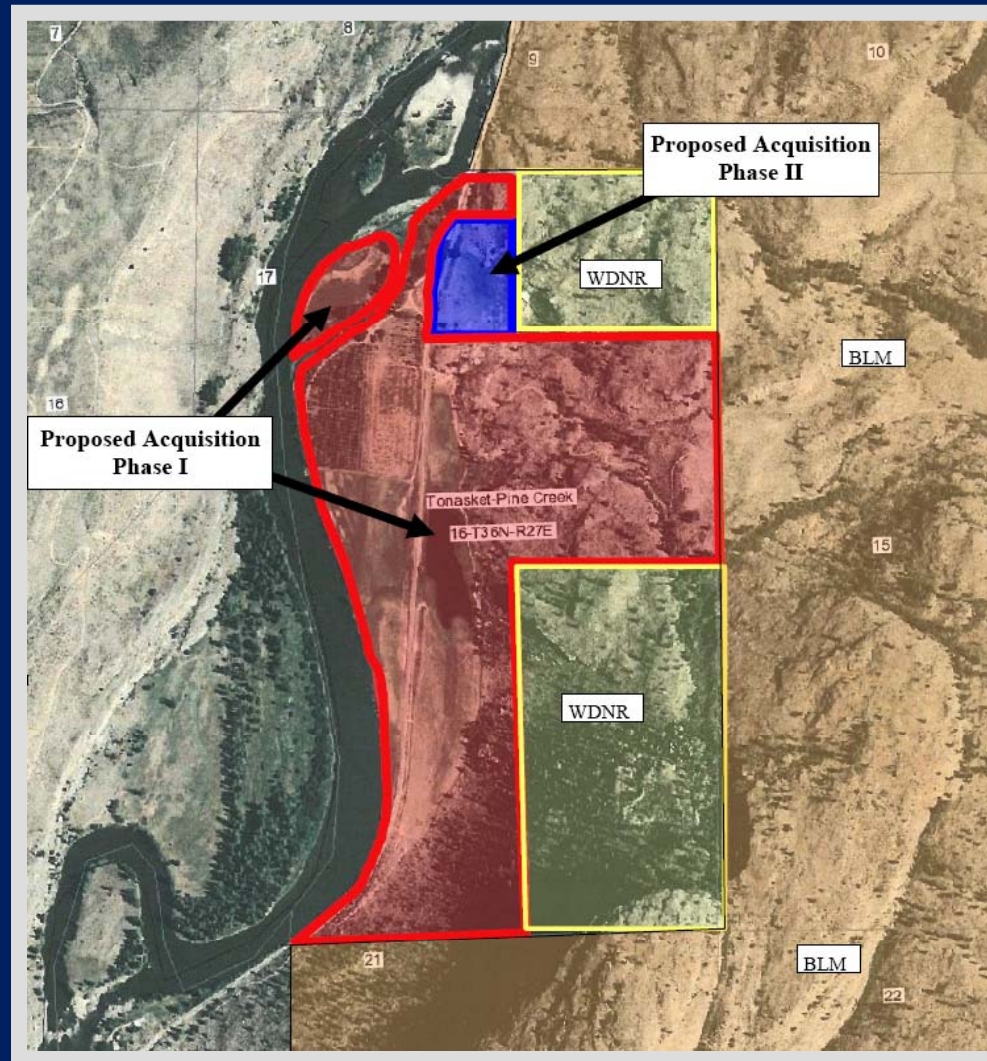 7
8
9
10
Proposed Acquisition
Phase II
17
WDNR
BLM
16
Proposed Acquisition
Phase I
Tonasket-Pine Creek
16-T36N-R27E
15
WDNR
21
BLM
22